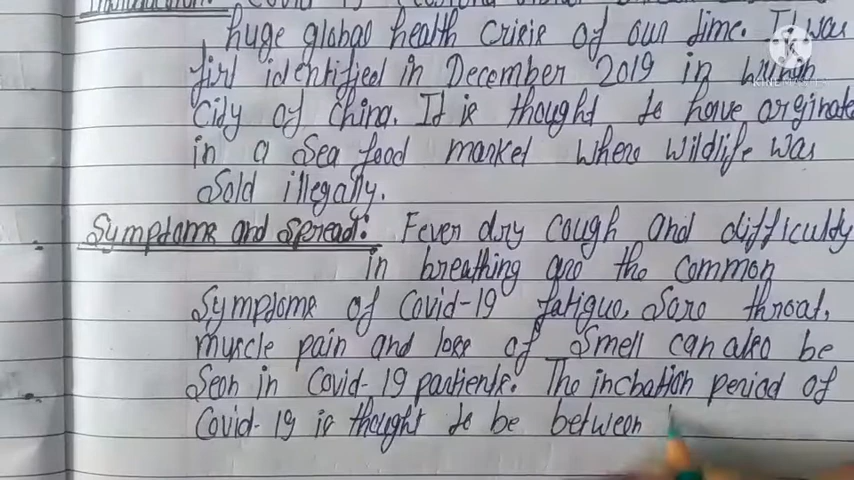 huge global health crisis of our time. It was
first identified in December 2019 in Wuhan
City of China. It is thought to have orginate
in a Sea food market where wildlife was
Sold illegally.
Symptoms and Spread: Fever dry cough and difficulty
in breathing are the common
Symptoms of Covid-19 fatigue, Sore throat,
muscle pain and loss of Smell can also be
Seen in Covid-19 patients. The incbation period of
Covid-19 is thought to be between
KINEMASTER